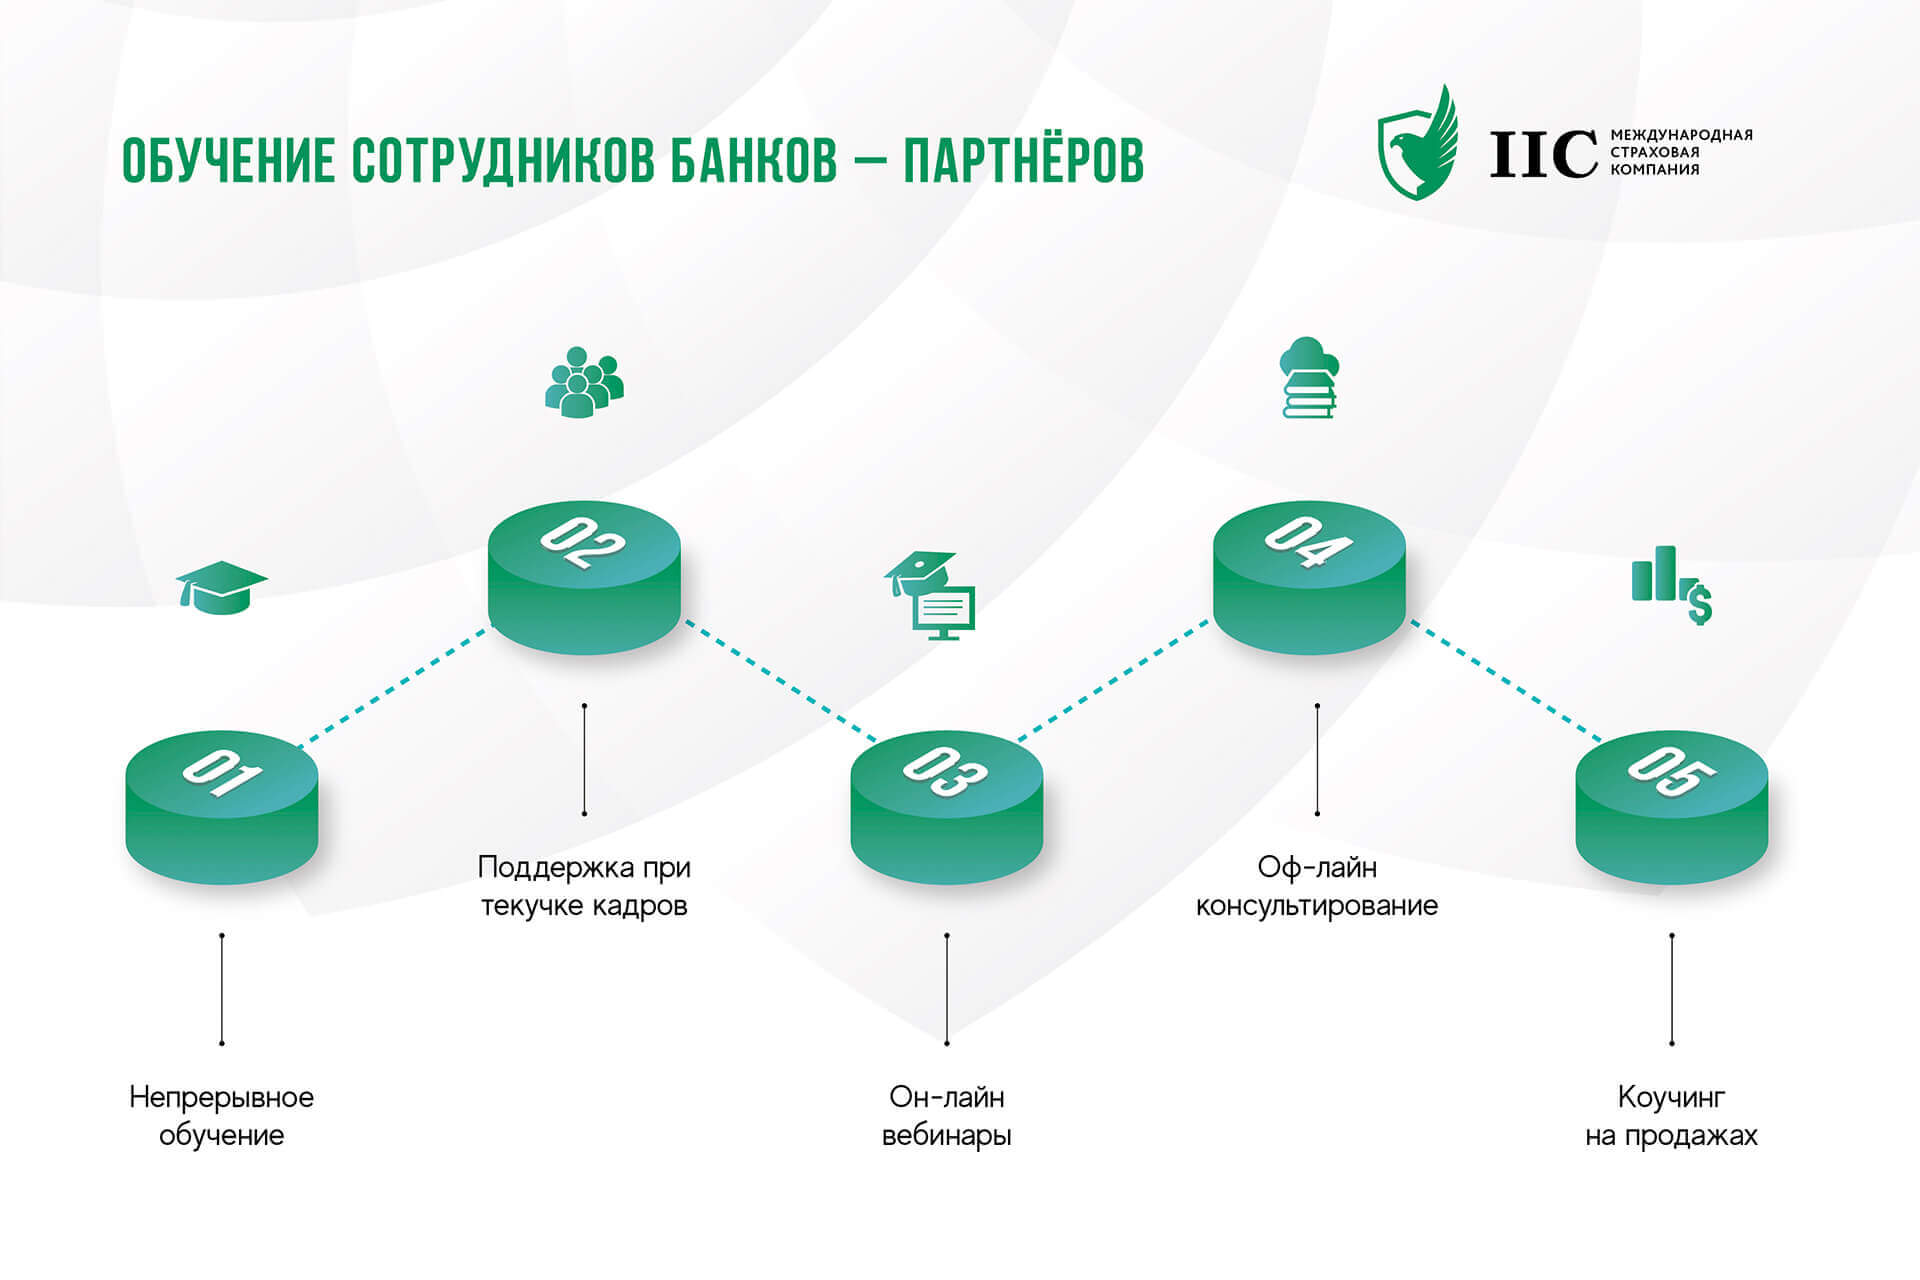 ОБУЧЕНИЕ СОТРУДНИКОВ БАНКОВ – ПАРТНЁРОВ
IIC
МЕЖДУНАРОДНАЯ
СТРАХОВАЯ
КОМПАНИЯ
01
Непрерывное
обучение
02
Поддержка при
текучке кадров
03
Он-лайн
вебинары
04
Оф-лайн
консультирование
05
Коучинг
на продажах
$